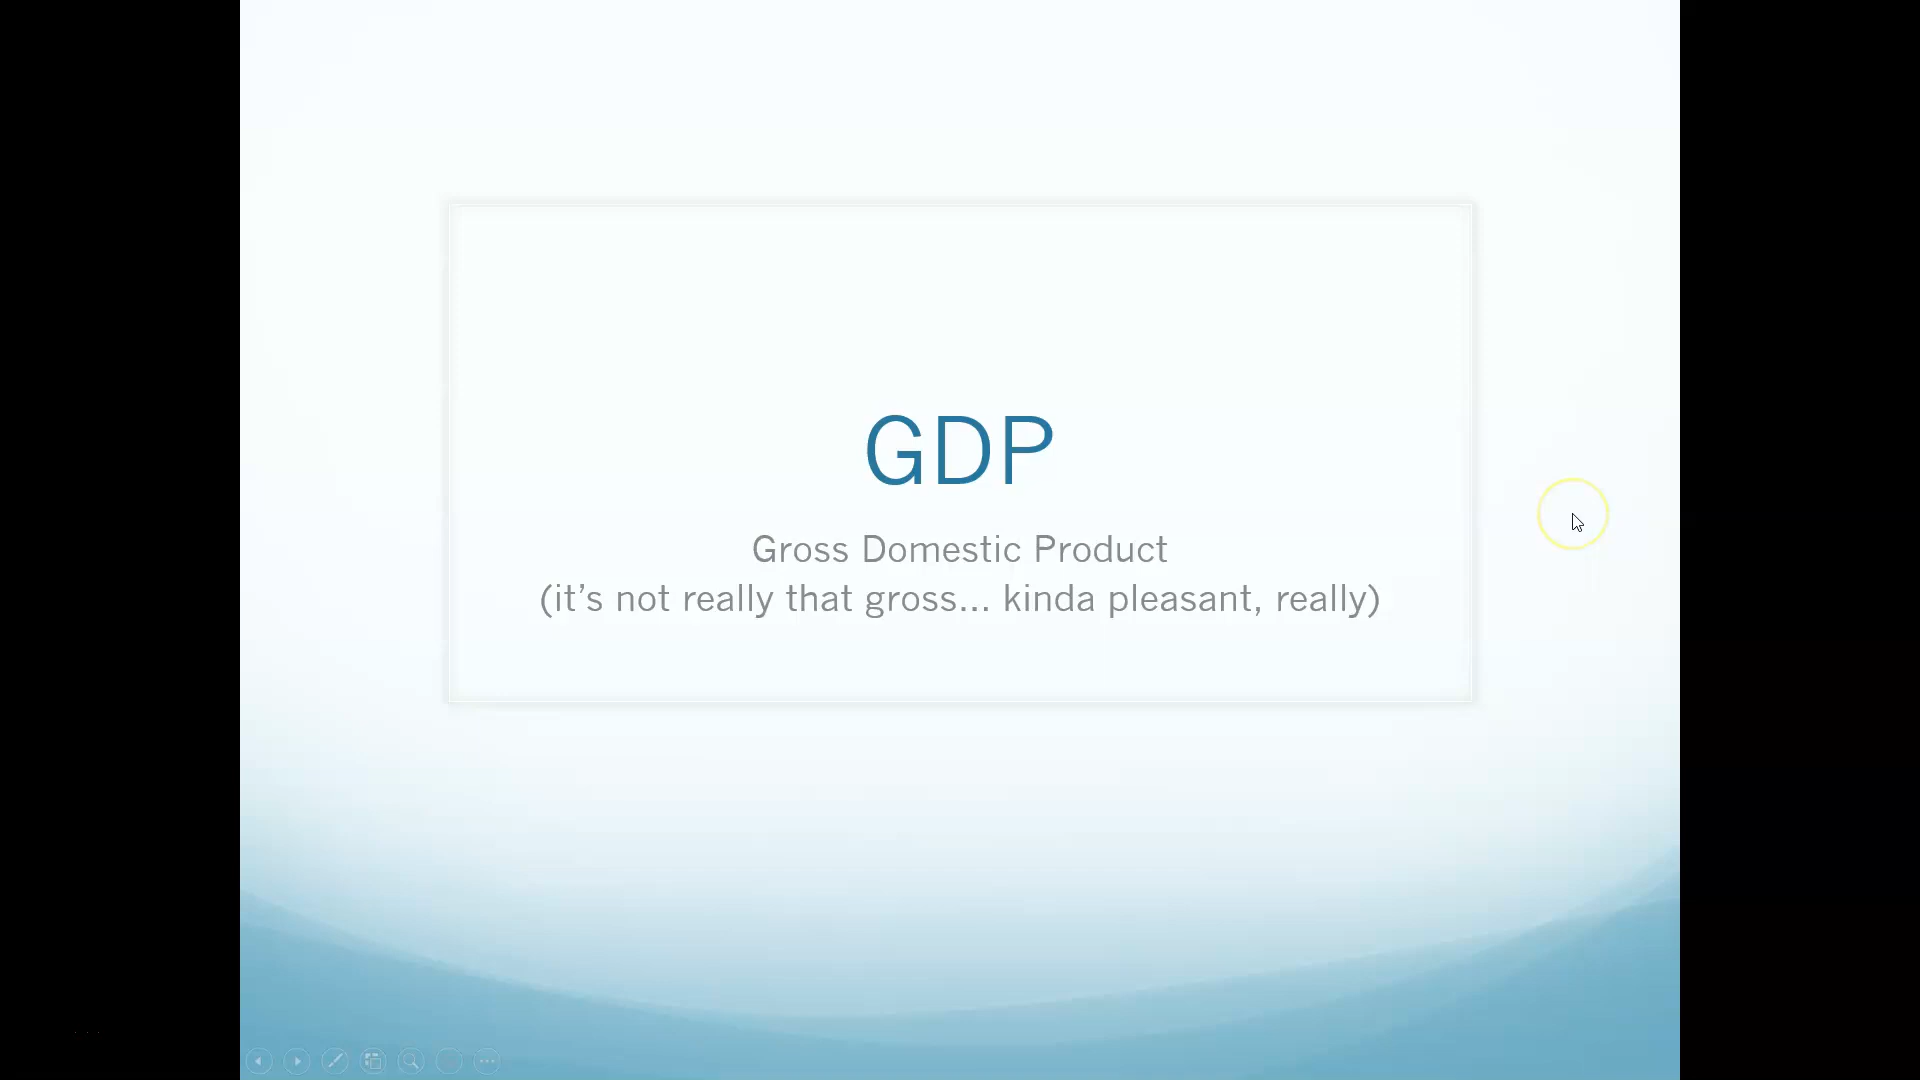 GDP
Gross Domestic Product
(it’s not really that gross... kinda pleasant, really)